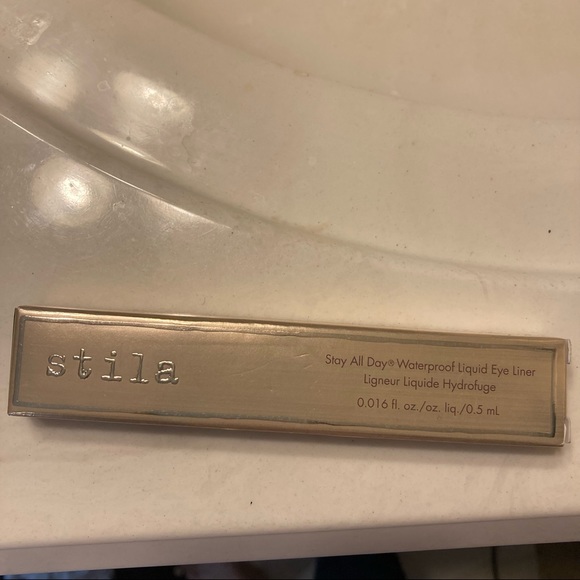 stila
Stay All Day® Waterproof Liquid Eye Liner
Ligneur Liquide Hydrofuge
0.016 fl. oz./oz. liq./0.5 mL